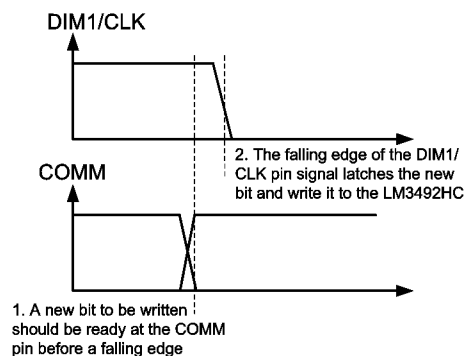 DIM1/CLK
2. The falling edge of the DIM1/
CLK pin signal latches the new
bit and write it to the LM3492HC
COMM
1. A new bit to be written
should be ready at the COMM
pin before a falling edge